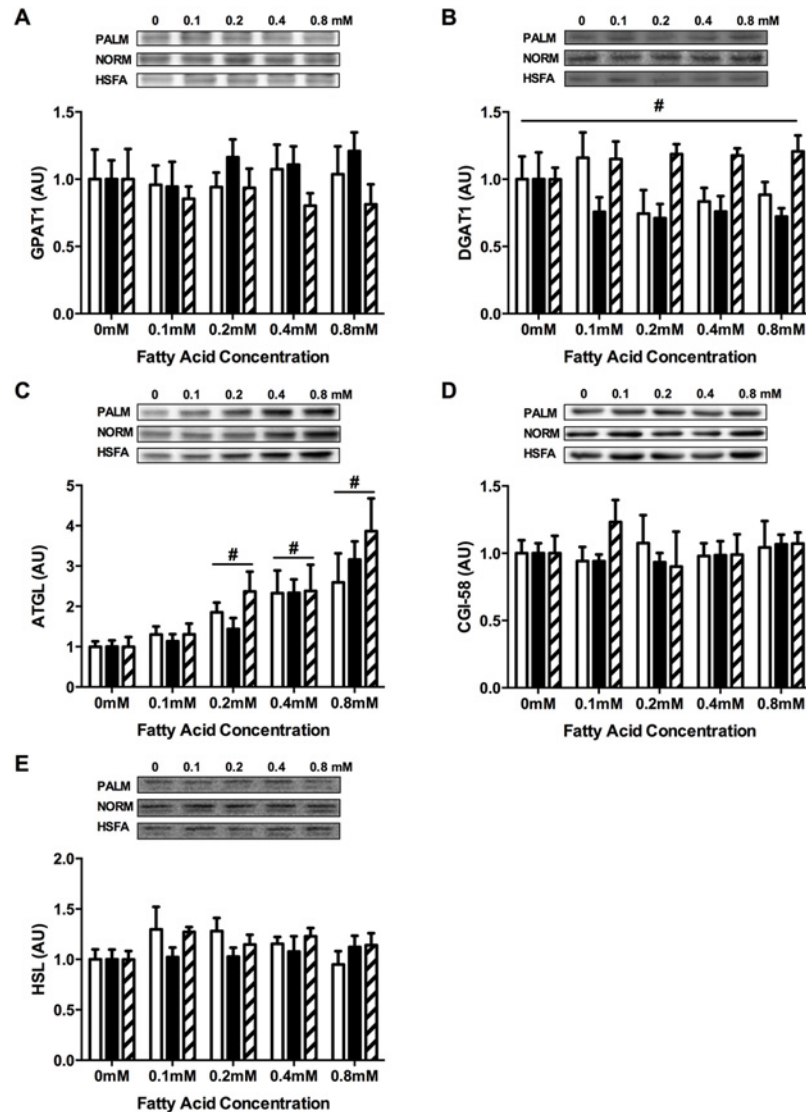 A
0 0.1 0.2 0.4 0.8 mM
PALM
NORM
HSFA
1.5
1.0
0.5
0.0
GPAT1 (AU)
0mM 0.1mM 0.2mM 0.4mM 0.8mM
Fatty Acid Concentration
B
0 0.1 0.2 0.4 0.8 mM
PALM
NORM
HSFA
#
1.5
1.0
0.5
0.0
DGAT1 (AU)
0mM 0.1mM 0.2mM 0.4mM 0.8mM
Fatty Acid Concentration
C
0 0.1 0.2 0.4 0.8 mM
PALM
NORM
HSFA
# # #
5
4
3
2
1
0
ATGL (AU)
0mM 0.1mM 0.2mM 0.4mM 0.8mM
Fatty Acid Concentration
D
0 0.1 0.2 0.4 0.8 mM
PALM
NORM
HSFA
1.5
1.0
0.5
0.0
CGI-58 (AU)
0mM 0.1mM 0.2mM 0.4mM 0.8mM
Fatty Acid Concentration
E
0 0.1 0.2 0.4 0.8 mM
PALM
NORM
HSFA
2.0
1.5
1.0
0.5
0.0
HSL (AU)
0mM 0.1mM 0.2mM 0.4mM 0.8mM
Fatty Acid Concentration